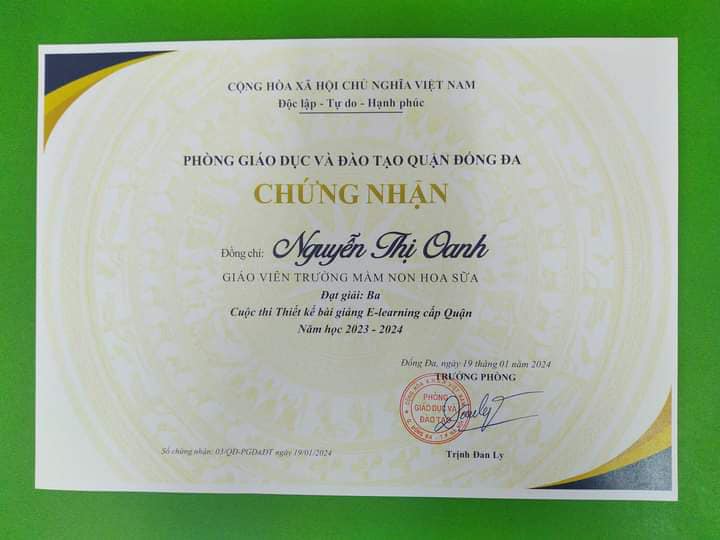 CỘNG HÒA XÃ HỘI CHỦ NGHĨA VIỆT NAM
Độc lập - Tự do - Hạnh phúc
PHÒNG GIÁO DỤC VÀ ĐÀO TẠO QUẬN ĐỐNG ĐA
CHỨNG NHẬN
Đồng chí: Nguyễn Thị Oanh
GIÁO VIÊN TRƯỜNG MẦM NON HOA SỮA
Đạt giải: Ba
Cuộc thi Thiết kế bài giảng E-learning cấp Quận
Năm học 2023 - 2024
Đống Đa, ngày 19 tháng 01 năm 2024
TRƯỞNG PHÒNG
PHÒNG
GIÁO DỤC VÀ
ĐÀO TẠO
Trịnh Đan Ly
Số chứng nhận: 03/QĐ-PGD&ĐT ngày 19/01/2024